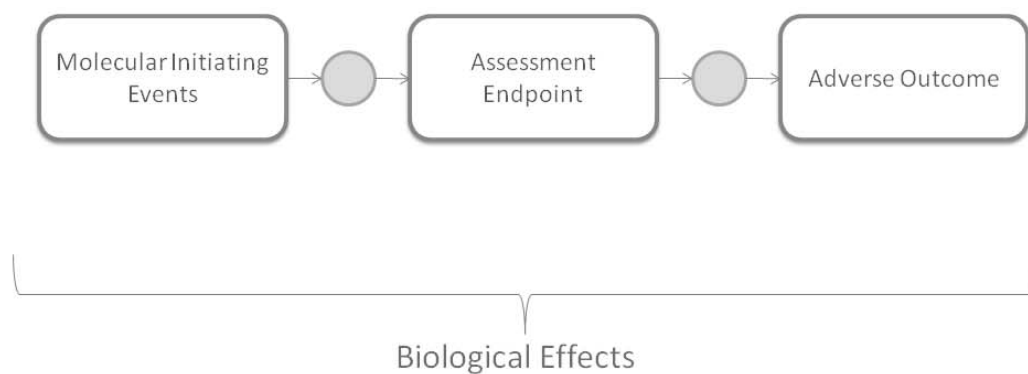 Molecular Initiating
Events
Assessment
Endpoint
Adverse Outcome
Biological Effects